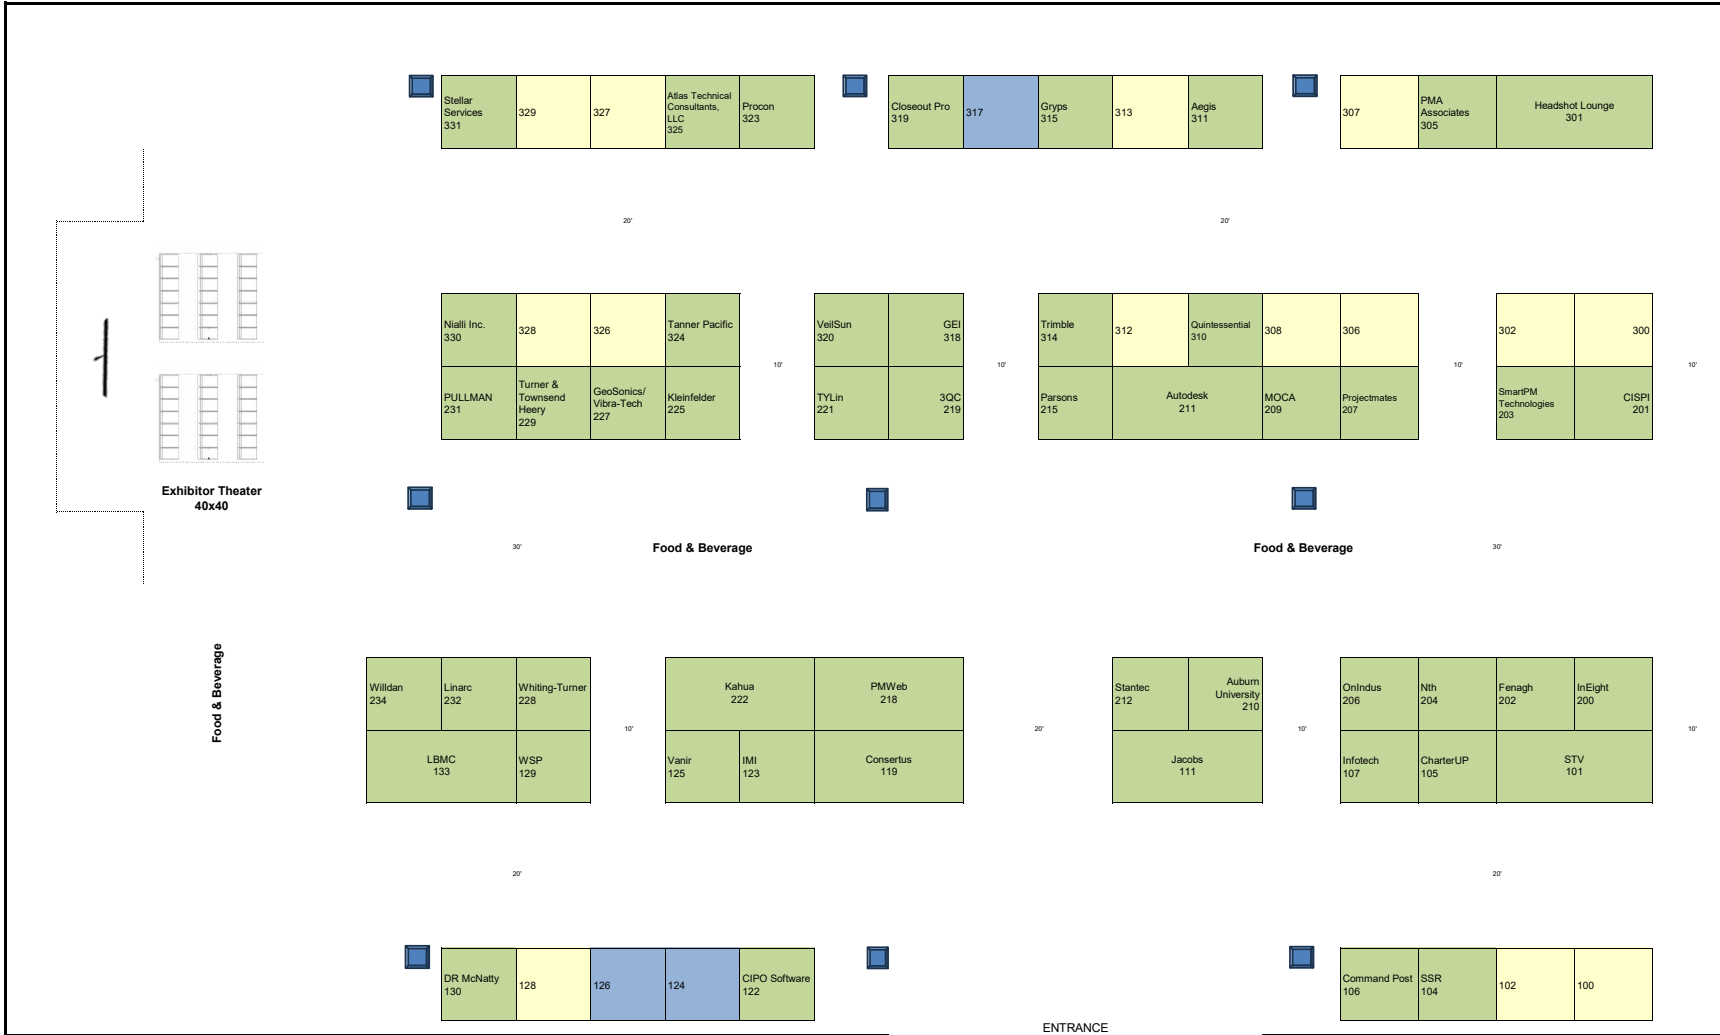 Stellar
Services
331
329
327
Atlas Technical
Consultants,
LLC
325
Procon
323
Closeout Pro
319
317
Gryps
315
313
Aegis
311
307
PMA
Associates
305
Headshot Lounge
301
20'
20'
Nialli Inc.
330
328
326
Tanner Pacific
324
VeilSun
320
GEI
318
Trimble
314
312
Quintessential
310
308
306
302
300
10'
10'
10'
10'
PULLMAN
231
Turner &
Townsend
Heery
229
GeoSonics/
Vibra-Tech
227
Kleinfelder
225
TYLin
221
3QC
219
Parsons
215
Autodesk
211
MOCA
209
Projectmates
207
SmartPM
Technologies
203
CISPI
201
Exhibitor Theater
40x40
30'
Food & Beverage
Food & Beverage
30'
Food & Beverage
Willdan
234
Linarc
232
Whiting-Turner
228
Kahua
222
PMWeb
218
Stantec
212
Auburn
University
210
OnIndus
206
Nth
204
Fenagh
202
InEight
200
10'
20'
10'
10'
LBMC
133
WSP
129
Vanir
125
IMI
123
Consertus
119
Jacobs
111
Infotech
107
CharterUP
105
STV
101
20'
20'
DR McNatty
130
128
126
124
CIPO Software
122
Command Post
106
SSR
104
102
100
ENTRANCE